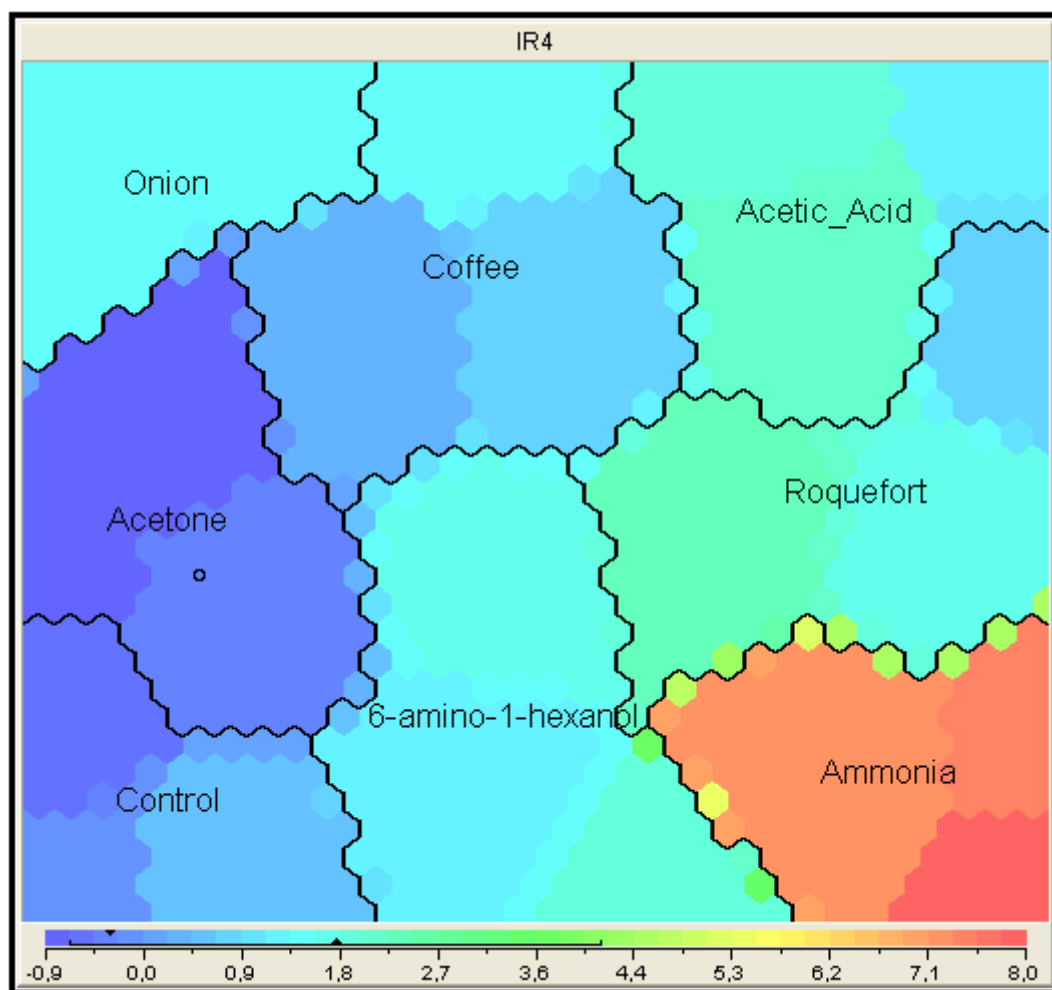 IR4
Onion
Acetic_Acid
Coffee
Roquefort
Acetone
6-amino-1-hexanol
Ammonia
Control
-0,9 0,0 0,9 1,8 2,7 3,6 4,4 5,3 6,2 7,1 8,0